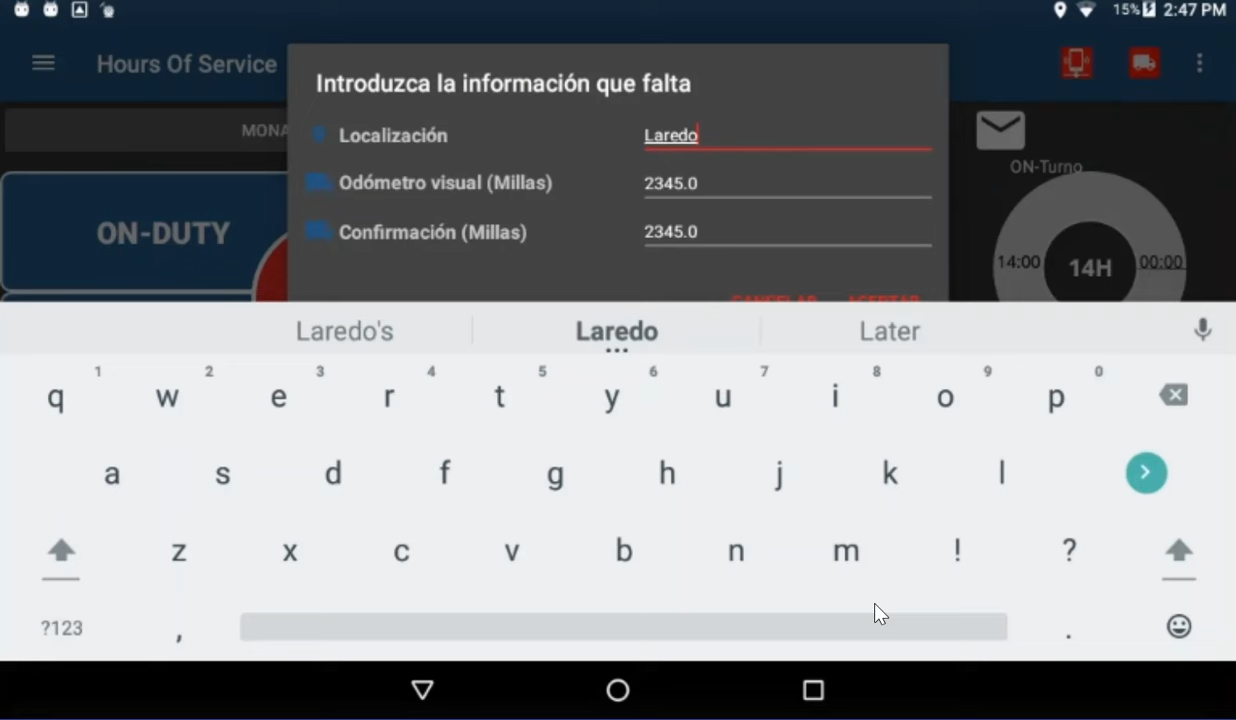 15% 2:47 PM
Hours Of Service
Introduzca la información que falta
MONA
Localización Laredo
ON-Turno
Odómetro visual (Millas) 2345.0
ON-DUTY
Confirmación (Millas) 2345.0
14:00 14H 00:00
CANCELAR ACEPTAR
Laredo's Laredo Later
1 2 3 4 5 6 7 8 9 0
q w e r t y u i o p
a s d f g h j k l
z x c v b n m ! ?
?123 , .